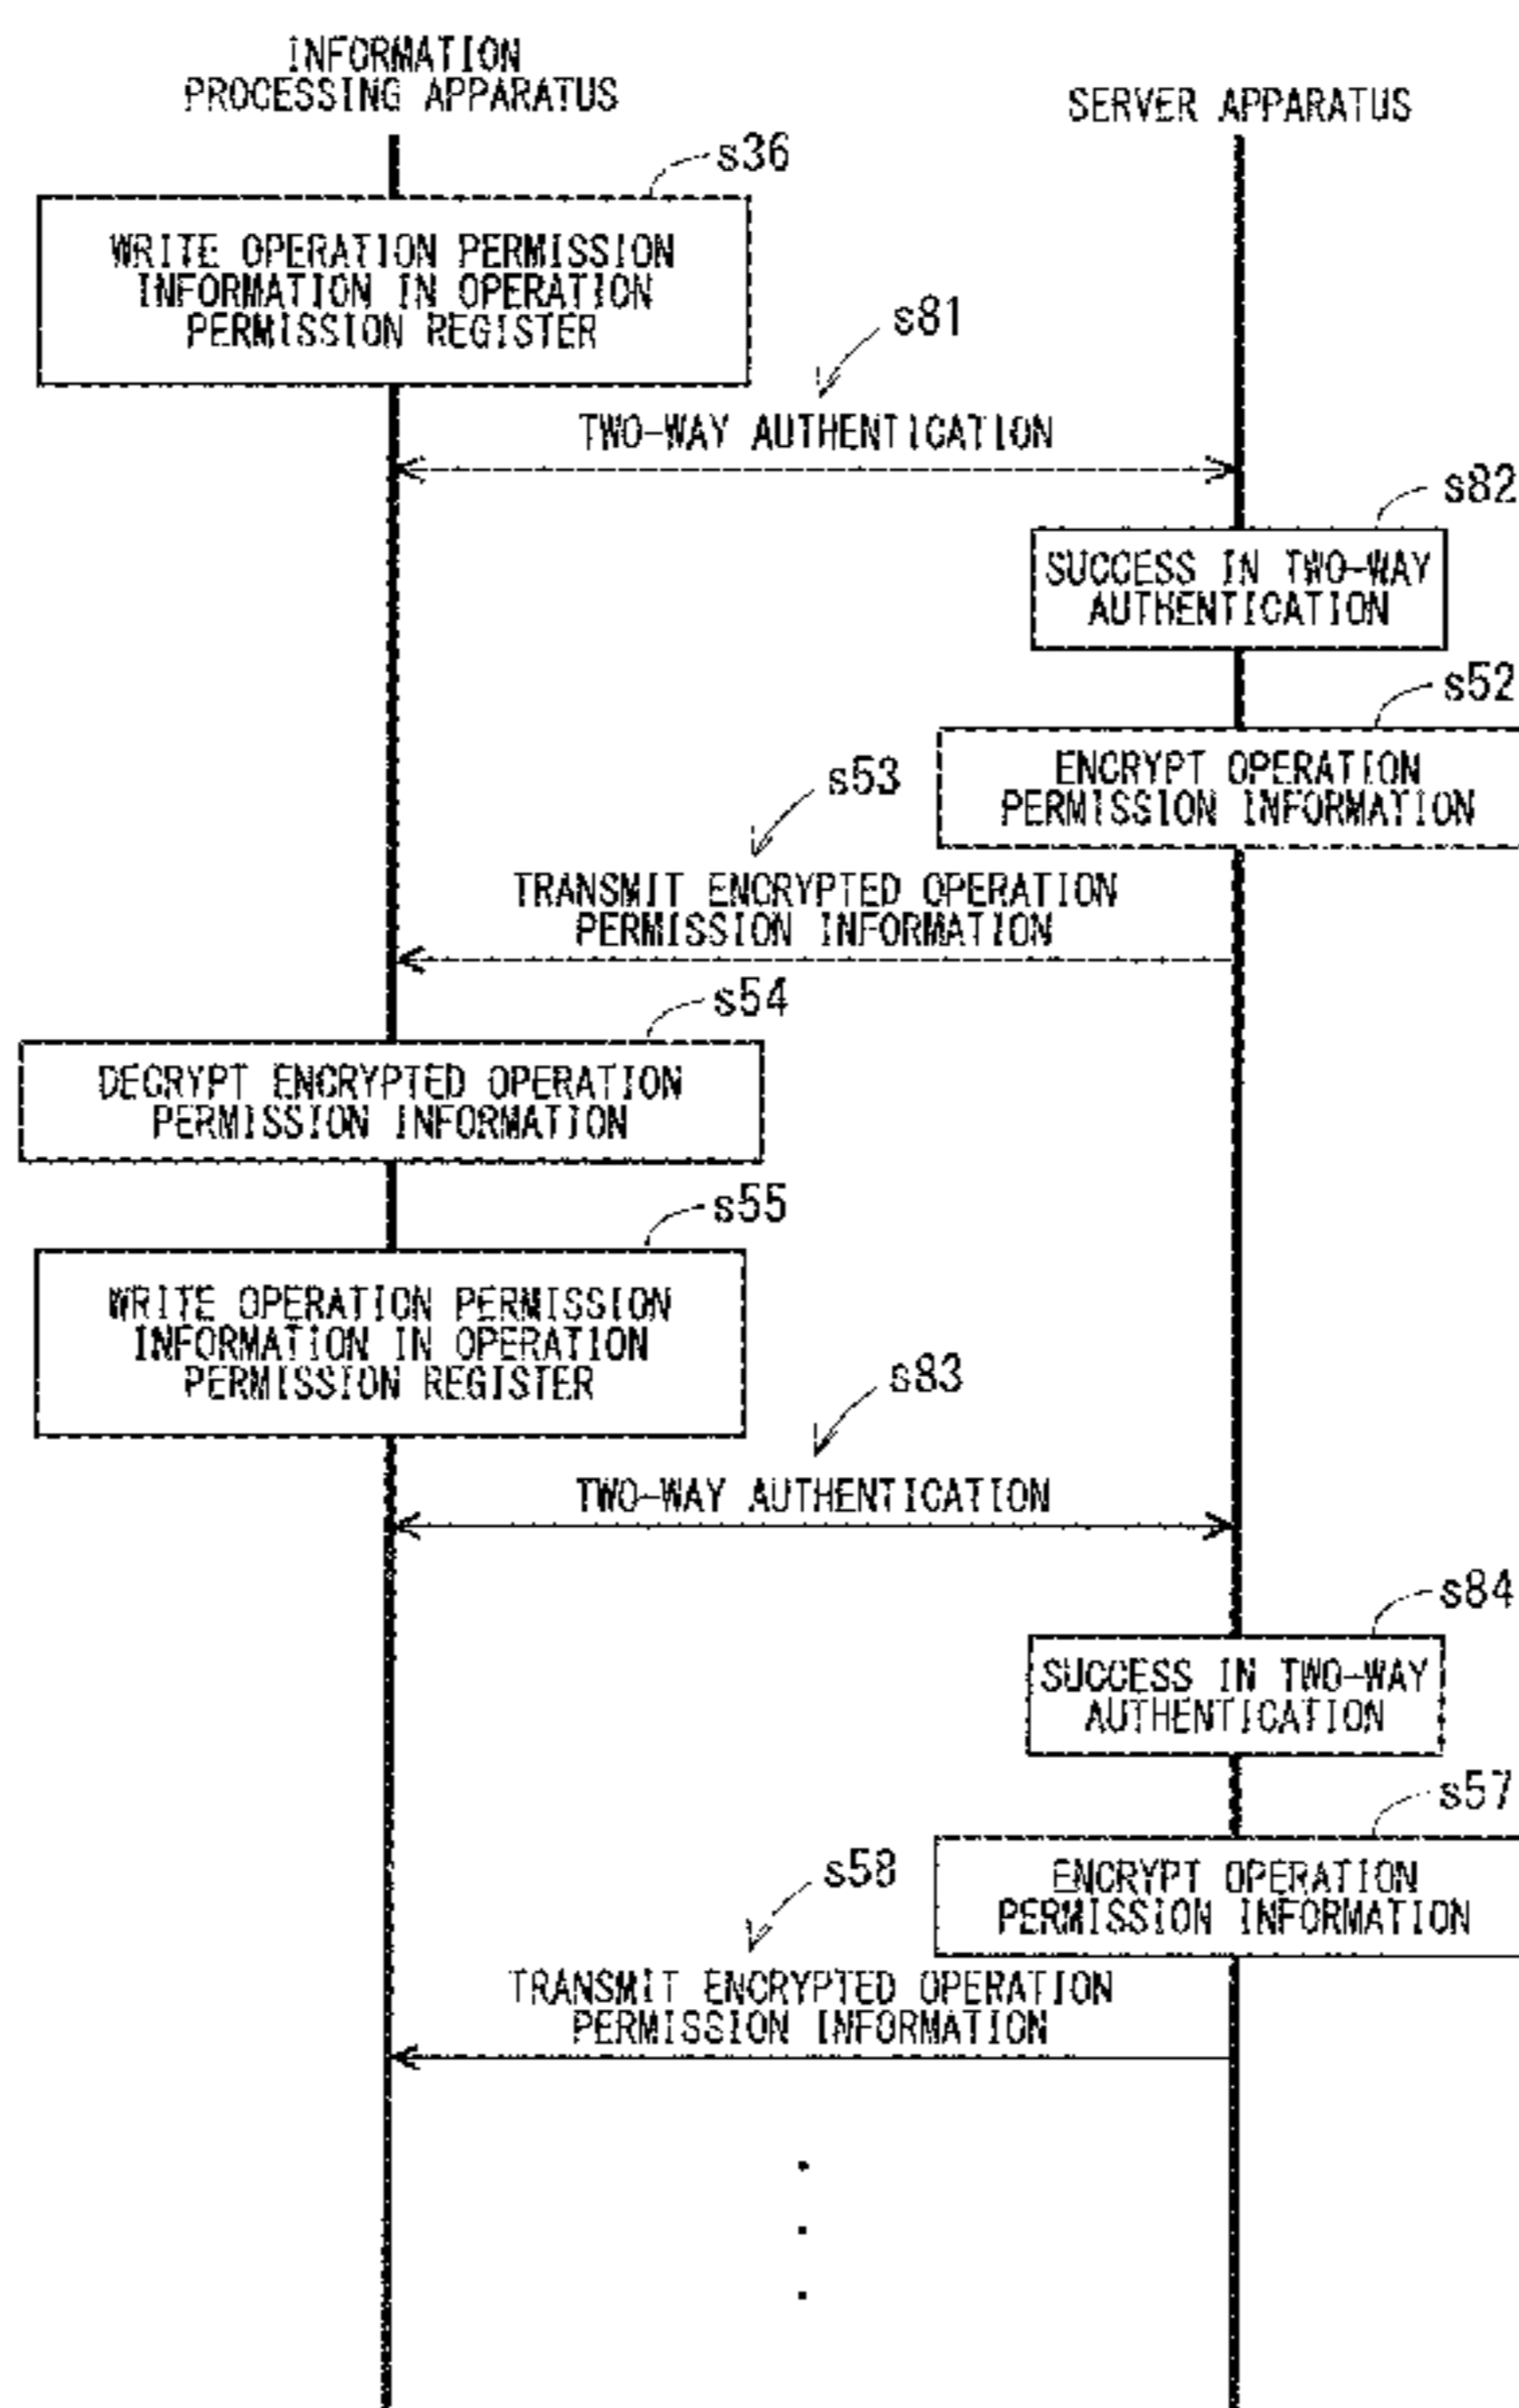 INFORMATION
PROCESSING APPARATUS
SERVER APPARATUS
s36
WRITE OPERATION PERMISSION
INFORMATION IN OPERATION
PERMISSION REGISTER
s81
TWO-WAY AUTHENTICATION
s82
SUCCESS IN TWO-WAY
AUTHENTICATION
s52
ENCRYPT OPERATION
PERMISSION INFORMATION
s53
TRANSMIT ENCRYPTED OPERATION
PERMISSION INFORMATION
s54
DECRYPT ENCRYPTED OPERATION
PERMISSION INFORMATION
s55
WRITE OPERATION PERMISSION
INFORMATION IN OPERATION
PERMISSION REGISTER
s83
TWO-WAY AUTHENTICATION
s84
SUCCESS IN TWO-WAY
AUTHENTICATION
s57
ENCRYPT OPERATION
PERMISSION INFORMATION
s58
TRANSMIT ENCRYPTED OPERATION
PERMISSION INFORMATION